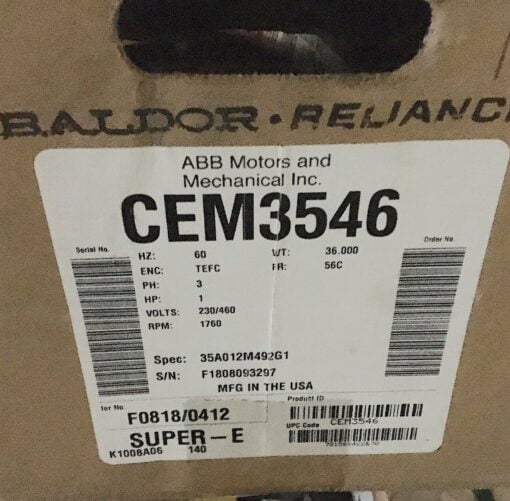 BALDOR • RELIANC
ABB Motors and
Mechanical Inc.
CEM3546
Serial No. Order No.
HZ: 60 WT: 36.000
ENC: TEFC FR: 56C
PH: 3
HP: 1
VOLTS: 230/460
RPM: 1760
Spec: 35A012M492G1
S/N: F1808093297
MFG IN THE USA
Product ID
F0818/0412
CEM3546
SUPER-E
UPC Code
K1008A06 140